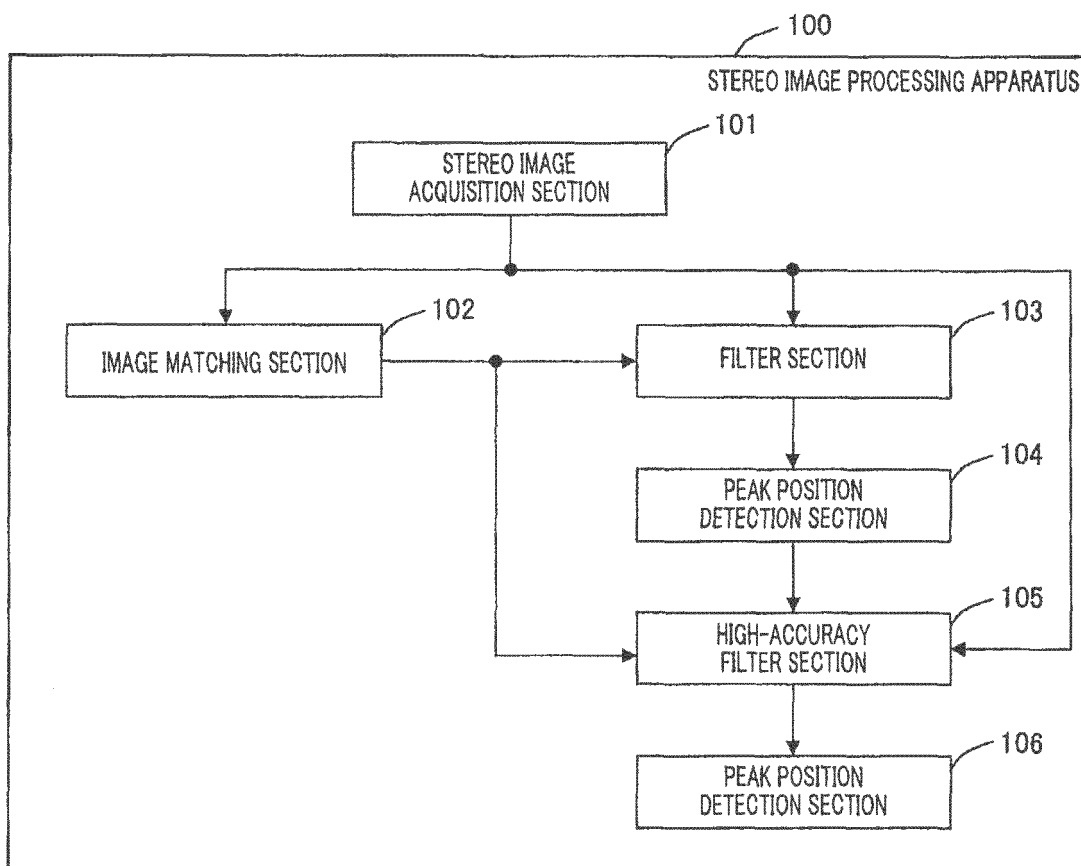 100
STEREO IMAGE PROCESSING APPARATUS
101
STEREO IMAGE
ACQUISITION SECTION
102
IMAGE MATCHING SECTION
103
FILTER SECTION
104
PEAK POSITION
DETECTION SECTION
105
HIGH-ACCURACY
FILTER SECTION
106
PEAK POSITION
DETECTION SECTION